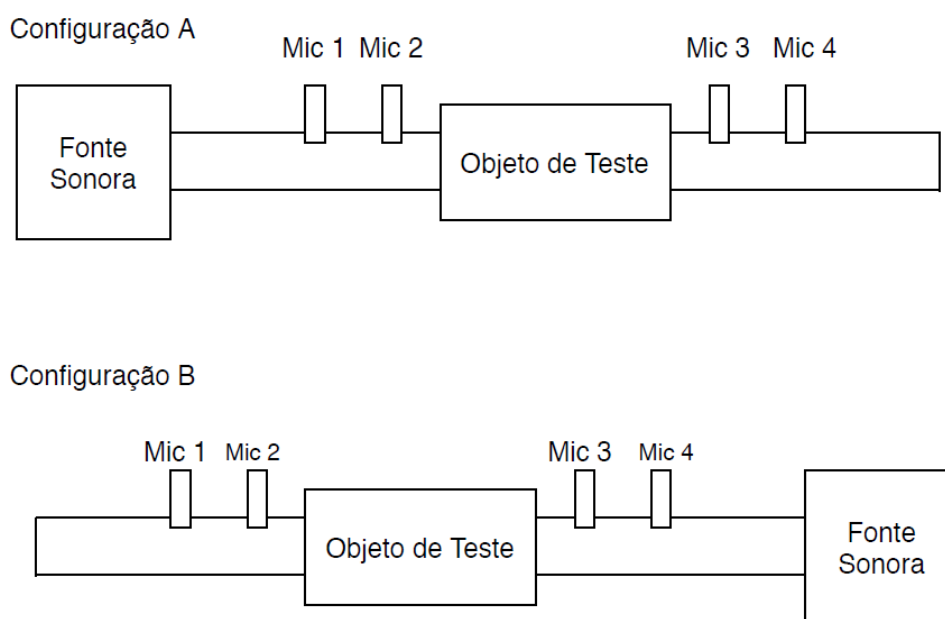 Configuração A
Mic 1 Mic 2 Mic 3 Mic 4
Fonte
Sonora
Objeto de Teste
Configuração B
Mic 1 Mic 2 Mic 3 Mic 4
Objeto de Teste
Fonte
Sonora